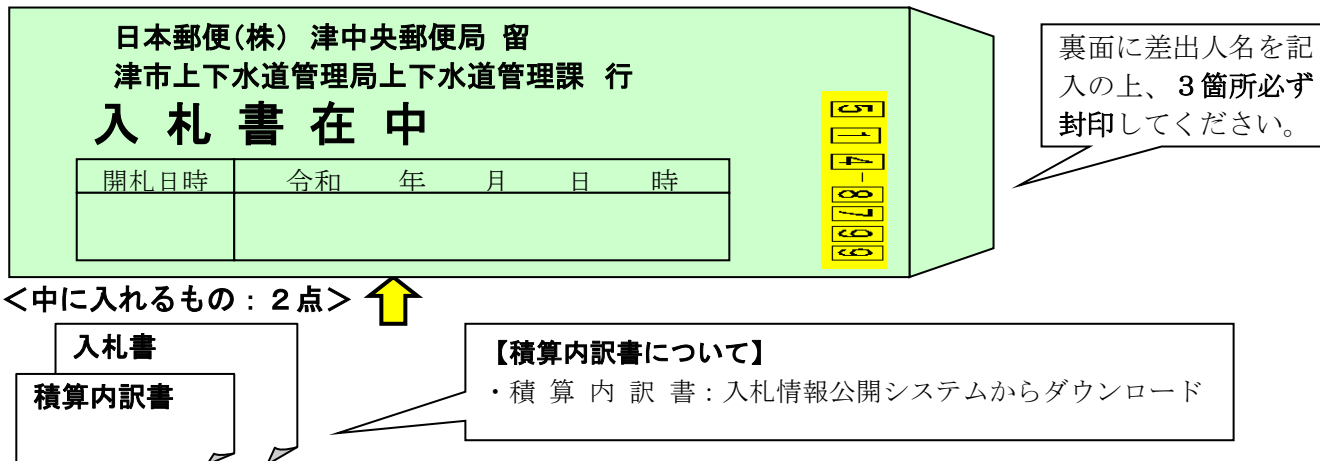 日本郵便(株) 津中央郵便局 留
津市上下水道管理局上下水道管理課 行
入 札 書 在 中
開札日時 令和 年 月 日 時
514-8799
裏面に差出人名を記
入の上、３箇所必ず
封印してください。
＜中に入れるもの：２点＞
入札書
積算内訳書
【積算内訳書について】
・積 算 内 訳 書：入札情報公開システムからダウンロード